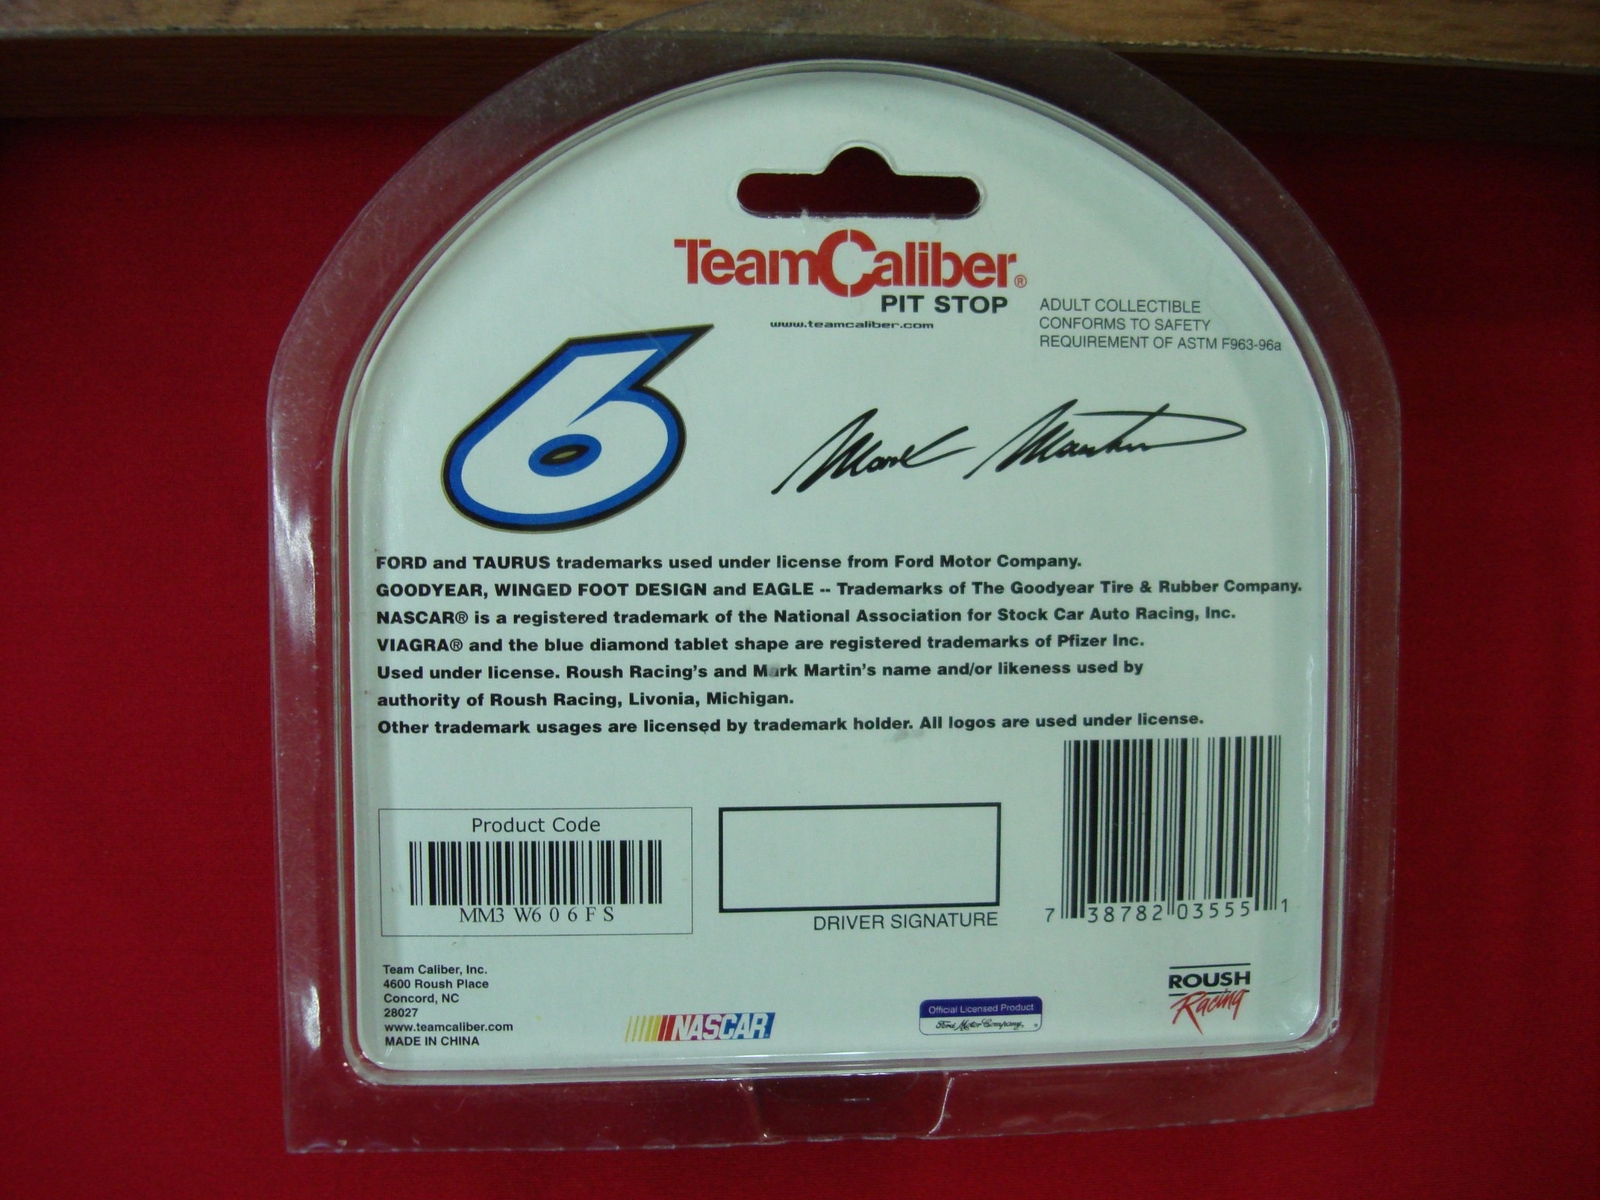 TeamCaliber®
PIT STOP
www.teamcaliber.com
ADULT COLLECTIBLE
CONFORMS TO SAFETY
REQUIREMENT OF ASTM F963-96a
6
Mark Martin
FORD and TAURUS trademarks used under license from Ford Motor Company.
GOODYEAR, WINGED FOOT DESIGN and EAGLE -- Trademarks of The Goodyear Tire & Rubber Company.
NASCAR® is a registered trademark of the National Association for Stock Car Auto Racing, Inc.
VIAGRA® and the blue diamond tablet shape are registered trademarks of Pfizer Inc.
Used under license. Roush Racing's and Mark Martin's name and/or likeness used by
authority of Roush Racing, Livonia, Michigan.
Other trademark usages are licensed by trademark holder. All logos are used under license.
Product Code
MM3 W6 0 6 F S
DRIVER SIGNATURE
7 38782 03555 1
Team Caliber, Inc.
4600 Roush Place
Concord, NC
28027
www.teamcaliber.com
MADE IN CHINA
NASCAR
Official Licensed Product
Ford Motor Company
ROUSH
Racing